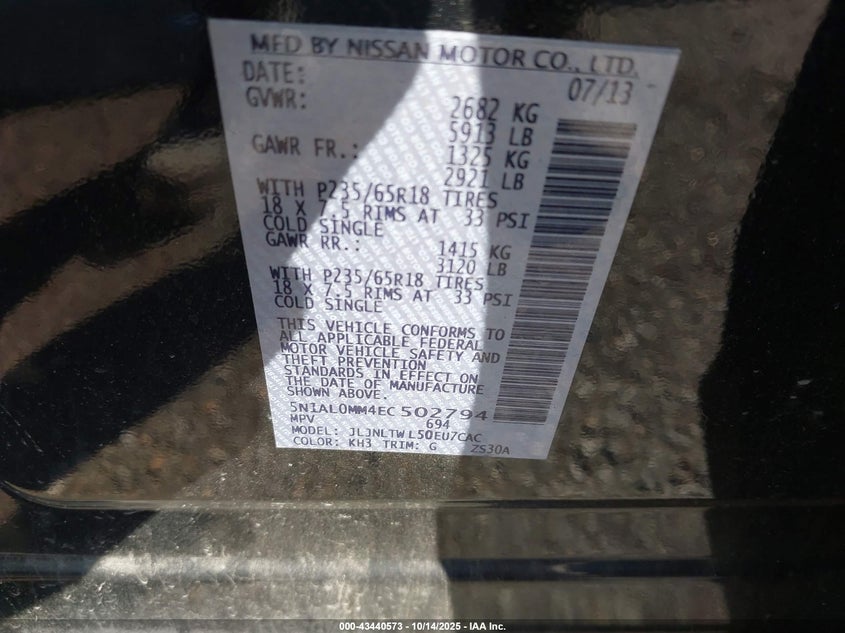 MFD BY NISSAN MOTOR CO., LTD.
DATE: 07/13
GVWR: 2682 KG
5913 LB
GAWR FR.: 1325 KG
2921 LB
WITH P235/65R18 TIRES
18 X 7.5 RIMS AT 33 PSI
COLD SINGLE
GAWR RR.: 1415 KG
3120 LB
WITH P235/65R18 TIRES
18 X 7.5 RIMS AT 33 PSI
COLD SINGLE
THIS VEHICLE CONFORMS TO
ALL APPLICABLE FEDERAL
MOTOR VEHICLE SAFETY AND
THEFT PREVENTION
STANDARDS IN EFFECT ON
THE DATE OF MANUFACTURE
SHOWN ABOVE.
5N1AL0MM4EC502794
MPV 694
MODEL: JLJNLTWL50EU7CAC
COLOR: KH3 TRIM: G ZS30A
000-43440573 - 10/14/2025 - IAA Inc.